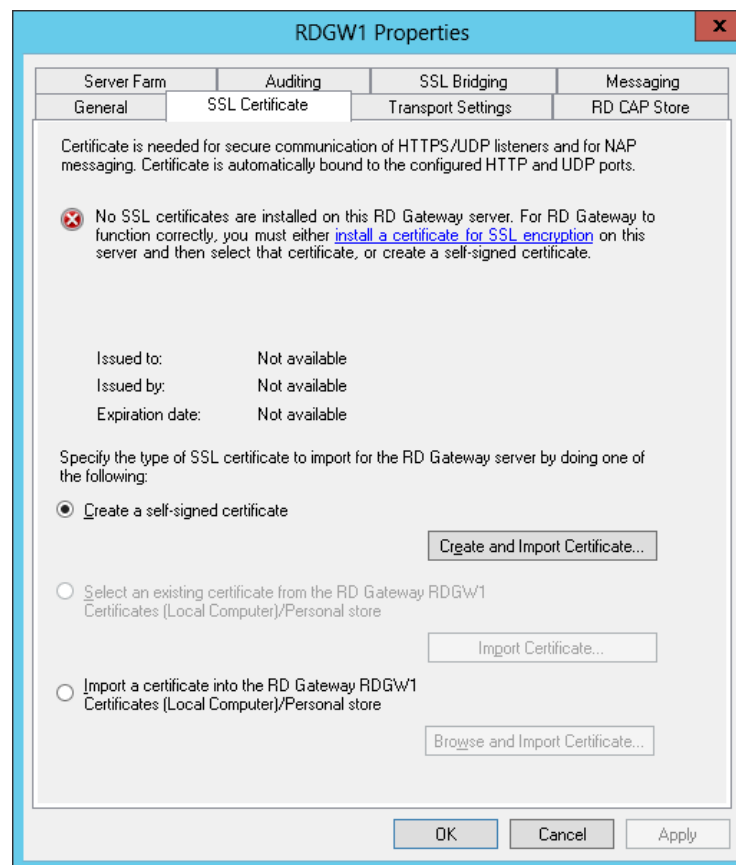 RDGW1 Properties
x
Server Farm
Auditing
SSL Bridging
Messaging
General
SSL Certificate
Transport Settings
RD CAP Store
Certificate is needed for secure communication of HTTPS/UDP listeners and for NAP
messaging. Certificate is automatically bound to the configured HTTP and UDP ports.
No SSL certificates are installed on this RD Gateway server. For RD Gateway to
function correctly, you must either install a certificate for SSL encryption on this
server and then select that certificate, or create a self-signed certificate.
Issued to: Not available
Issued by: Not available
Expiration date: Not available
Specify the type of SSL certificate to import for the RD Gateway server by doing one of
the following:
Create a self-signed certificate
Create and Import Certificate...
Select an existing certificate from the RD Gateway RDGW1
Certificates (Local Computer)/Personal store
Import Certificate...
Import a certificate into the RD Gateway RDGW1
Certificates (Local Computer)/Personal store
Browse and Import Certificate...
OK
Cancel
Apply